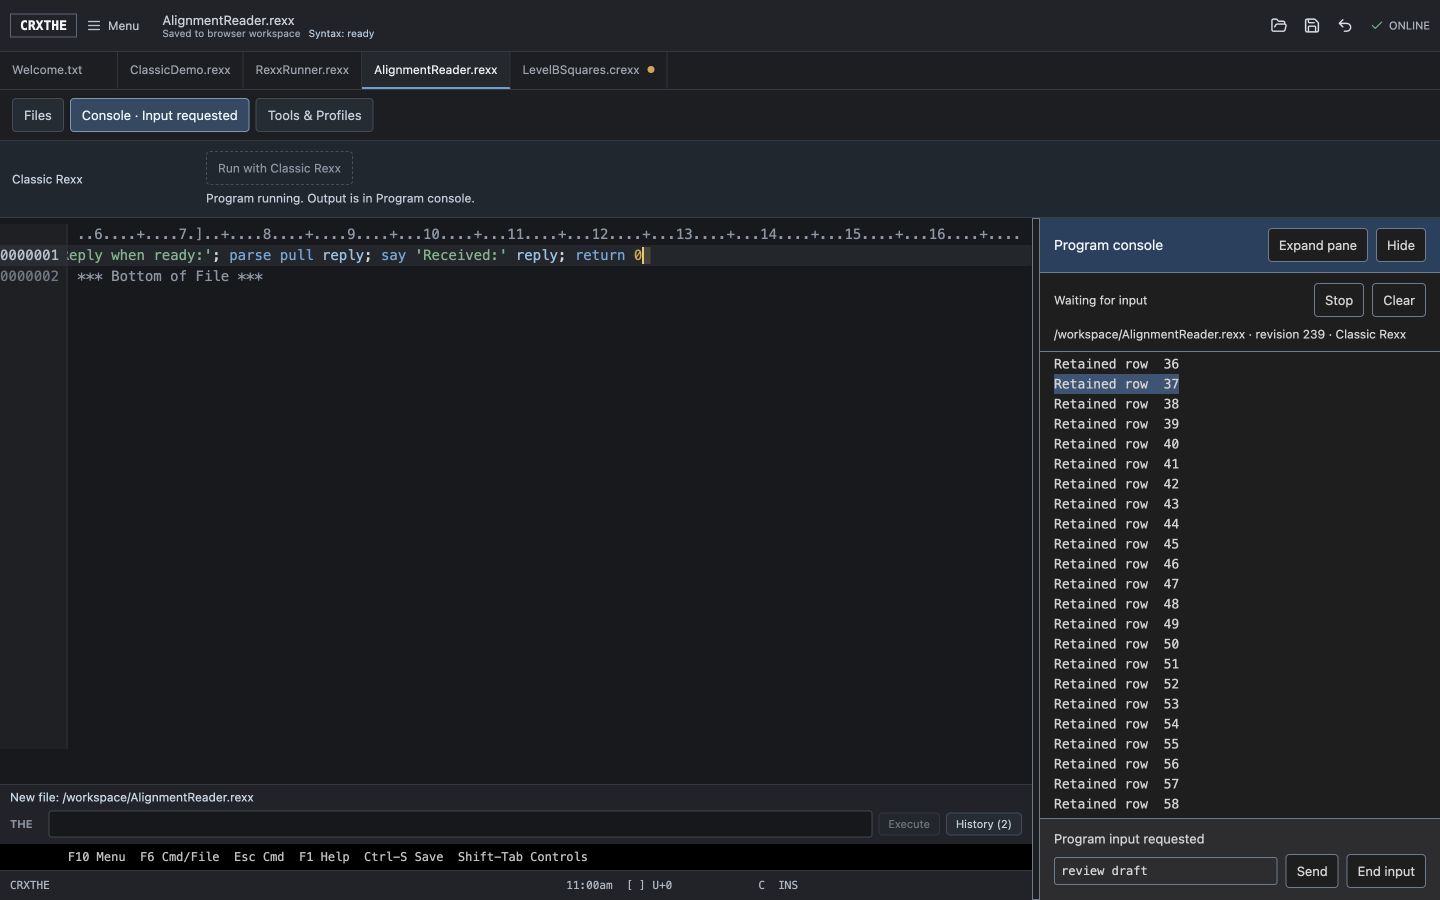 CRXTHE
Menu
AlignmentReader.rexx
Saved to browser workspace Syntax: ready
ONLINE
Welcome.txt ClassicDemo.rexx RexxRunner.rexx AlignmentReader.rexx LevelBSquares.crexx
Files Console · Input requested Tools & Profiles
Classic Rexx
Run with Classic Rexx
Program running. Output is in Program console.
..6....+....7.]..+....8....+....9....+...10....+...11....+...12....+...13....+...14....+...15....+...16....+....
0000001 eply when ready:'; parse pull reply; say 'Received:' reply; return 0
0000002 *** Bottom of File ***
New file: /workspace/AlignmentReader.rexx
THE
Execute History (2)
F10 Menu F6 Cmd/File Esc Cmd F1 Help Ctrl-S Save Shift-Tab Controls
CRXTHE 11:00am [ ] U+0 C INS
Program console Expand pane Hide
Waiting for input Stop Clear
/workspace/AlignmentReader.rexx · revision 239 · Classic Rexx
Retained row 36
Retained row 37
Retained row 38
Retained row 39
Retained row 40
Retained row 41
Retained row 42
Retained row 43
Retained row 44
Retained row 45
Retained row 46
Retained row 47
Retained row 48
Retained row 49
Retained row 50
Retained row 51
Retained row 52
Retained row 53
Retained row 54
Retained row 55
Retained row 56
Retained row 57
Retained row 58
Program input requested
review draft Send End input